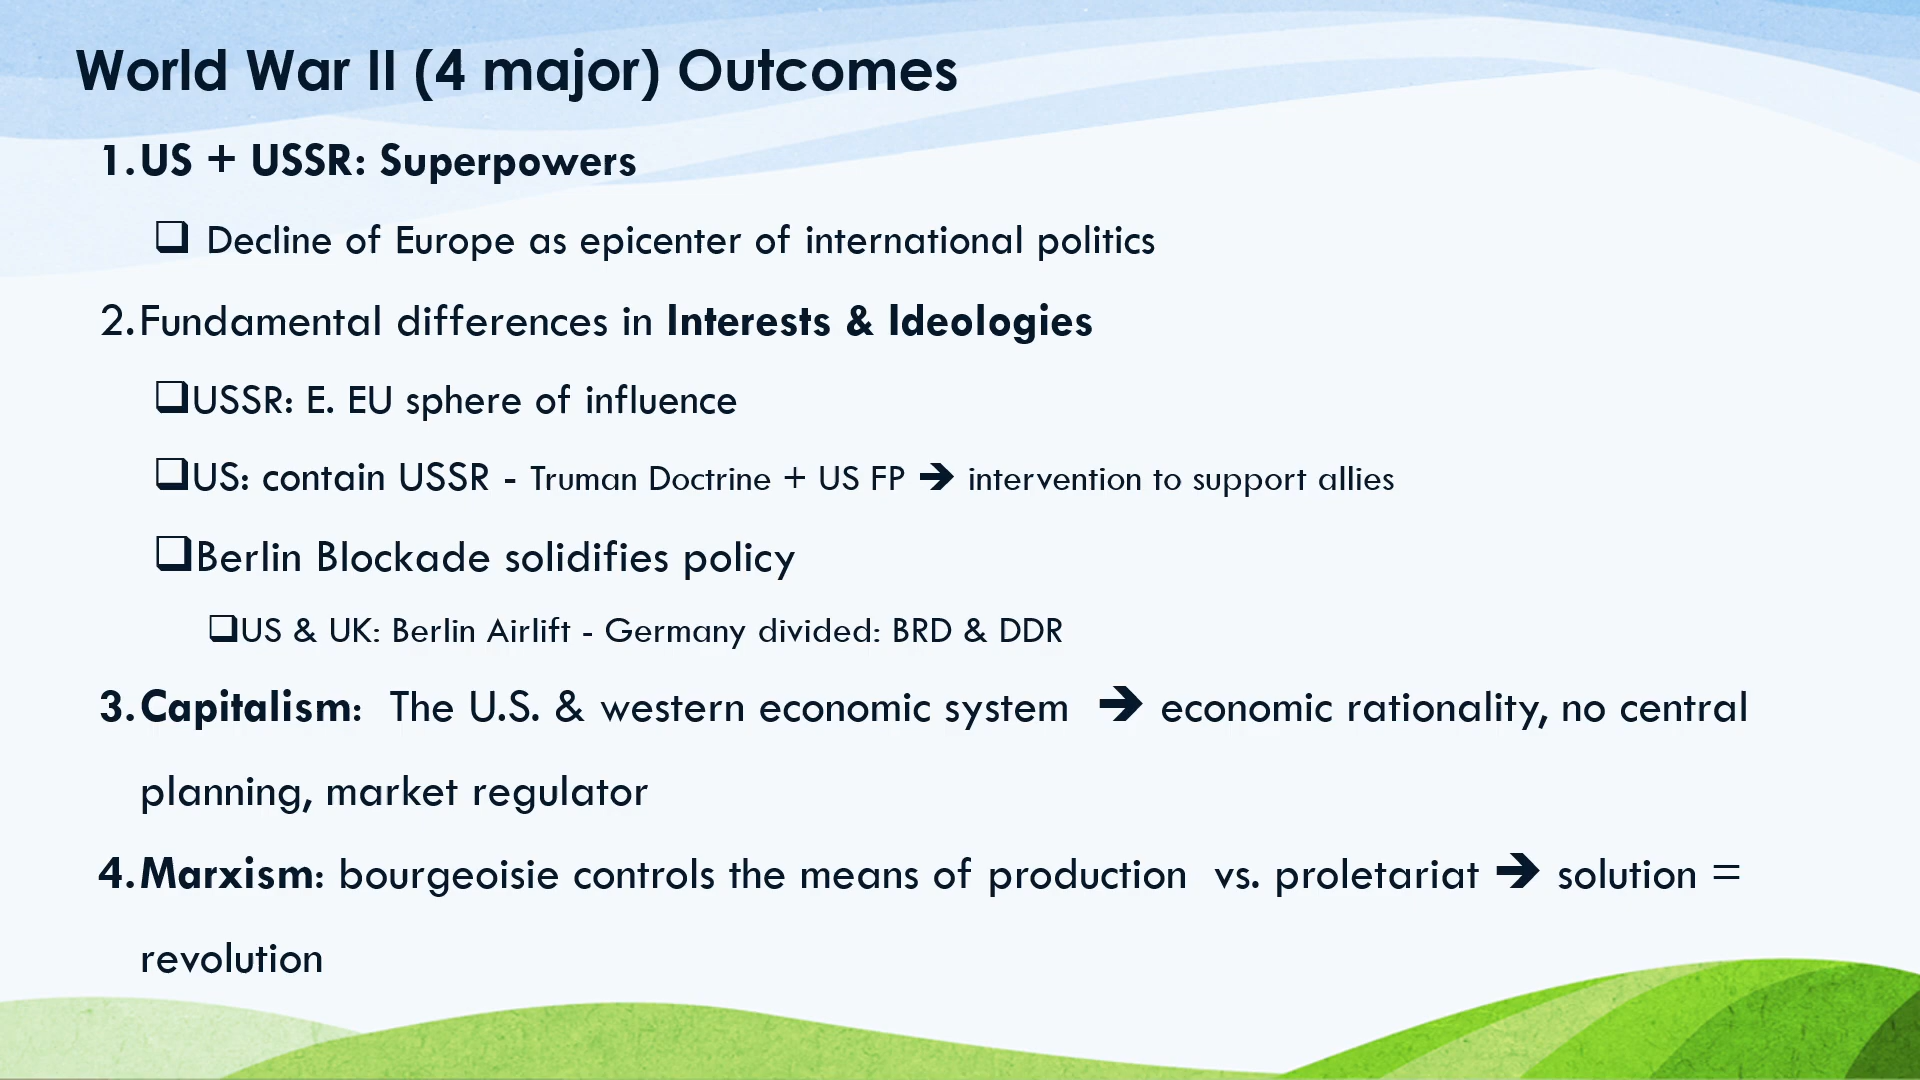 World War II (4 major) Outcomes
1. US + USSR: Superpowers
❑ Decline of Europe as epicenter of international politics
2. Fundamental differences in Interests & Ideologies
❑USSR: E. EU sphere of influence
❑US: contain USSR - Truman Doctrine + US FP ➔ intervention to support allies
❑Berlin Blockade solidifies policy
❑US & UK: Berlin Airlift - Germany divided: BRD & DDR
3. Capitalism: The U.S. & western economic system ➔ economic rationality, no central
planning, market regulator
4. Marxism: bourgeoisie controls the means of production vs. proletariat ➔ solution =
revolution